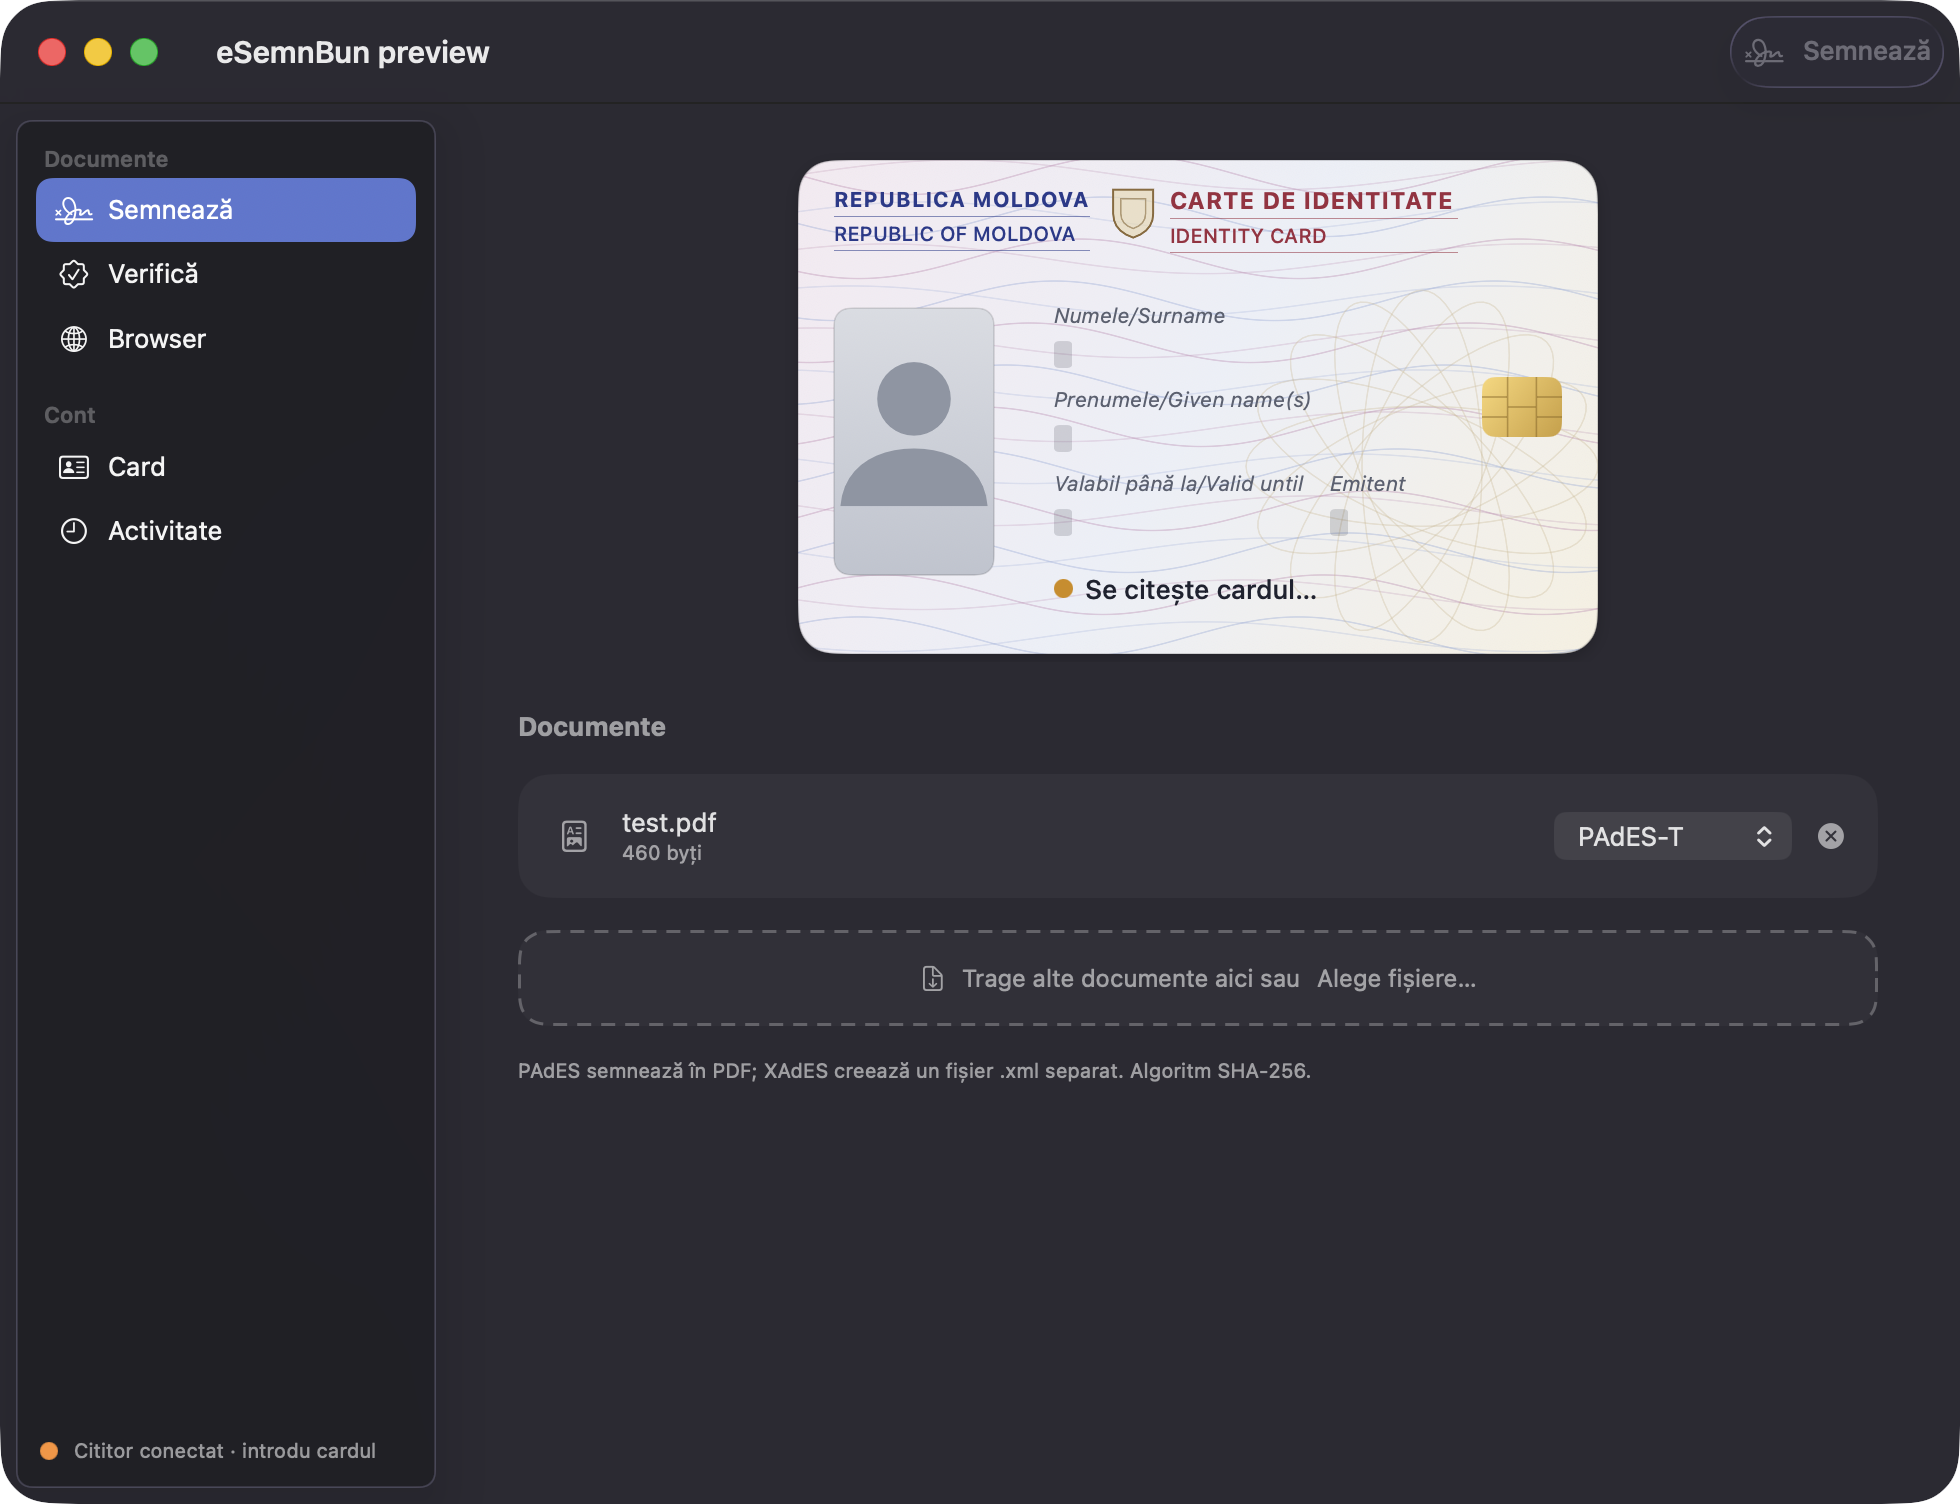 eSemnBun preview
Semnează
Documente
Semnează
Verifică
Browser
Cont
Card
Activitate
Cititor conectat · introdu cardul
REPUBLICA MOLDOVA
REPUBLIC OF MOLDOVA
CARTE DE IDENTITATE
IDENTITY CARD
Numele/Surname
Prenumele/Given name(s)
Valabil până la/Valid until Emitent
Se citește cardul...
Documente
test.pdf
460 byți
PAdES-T
Trage alte documente aici sau Alege fișiere...
PAdES semnează în PDF; XAdES creează un fișier .xml separat. Algoritm SHA-256.